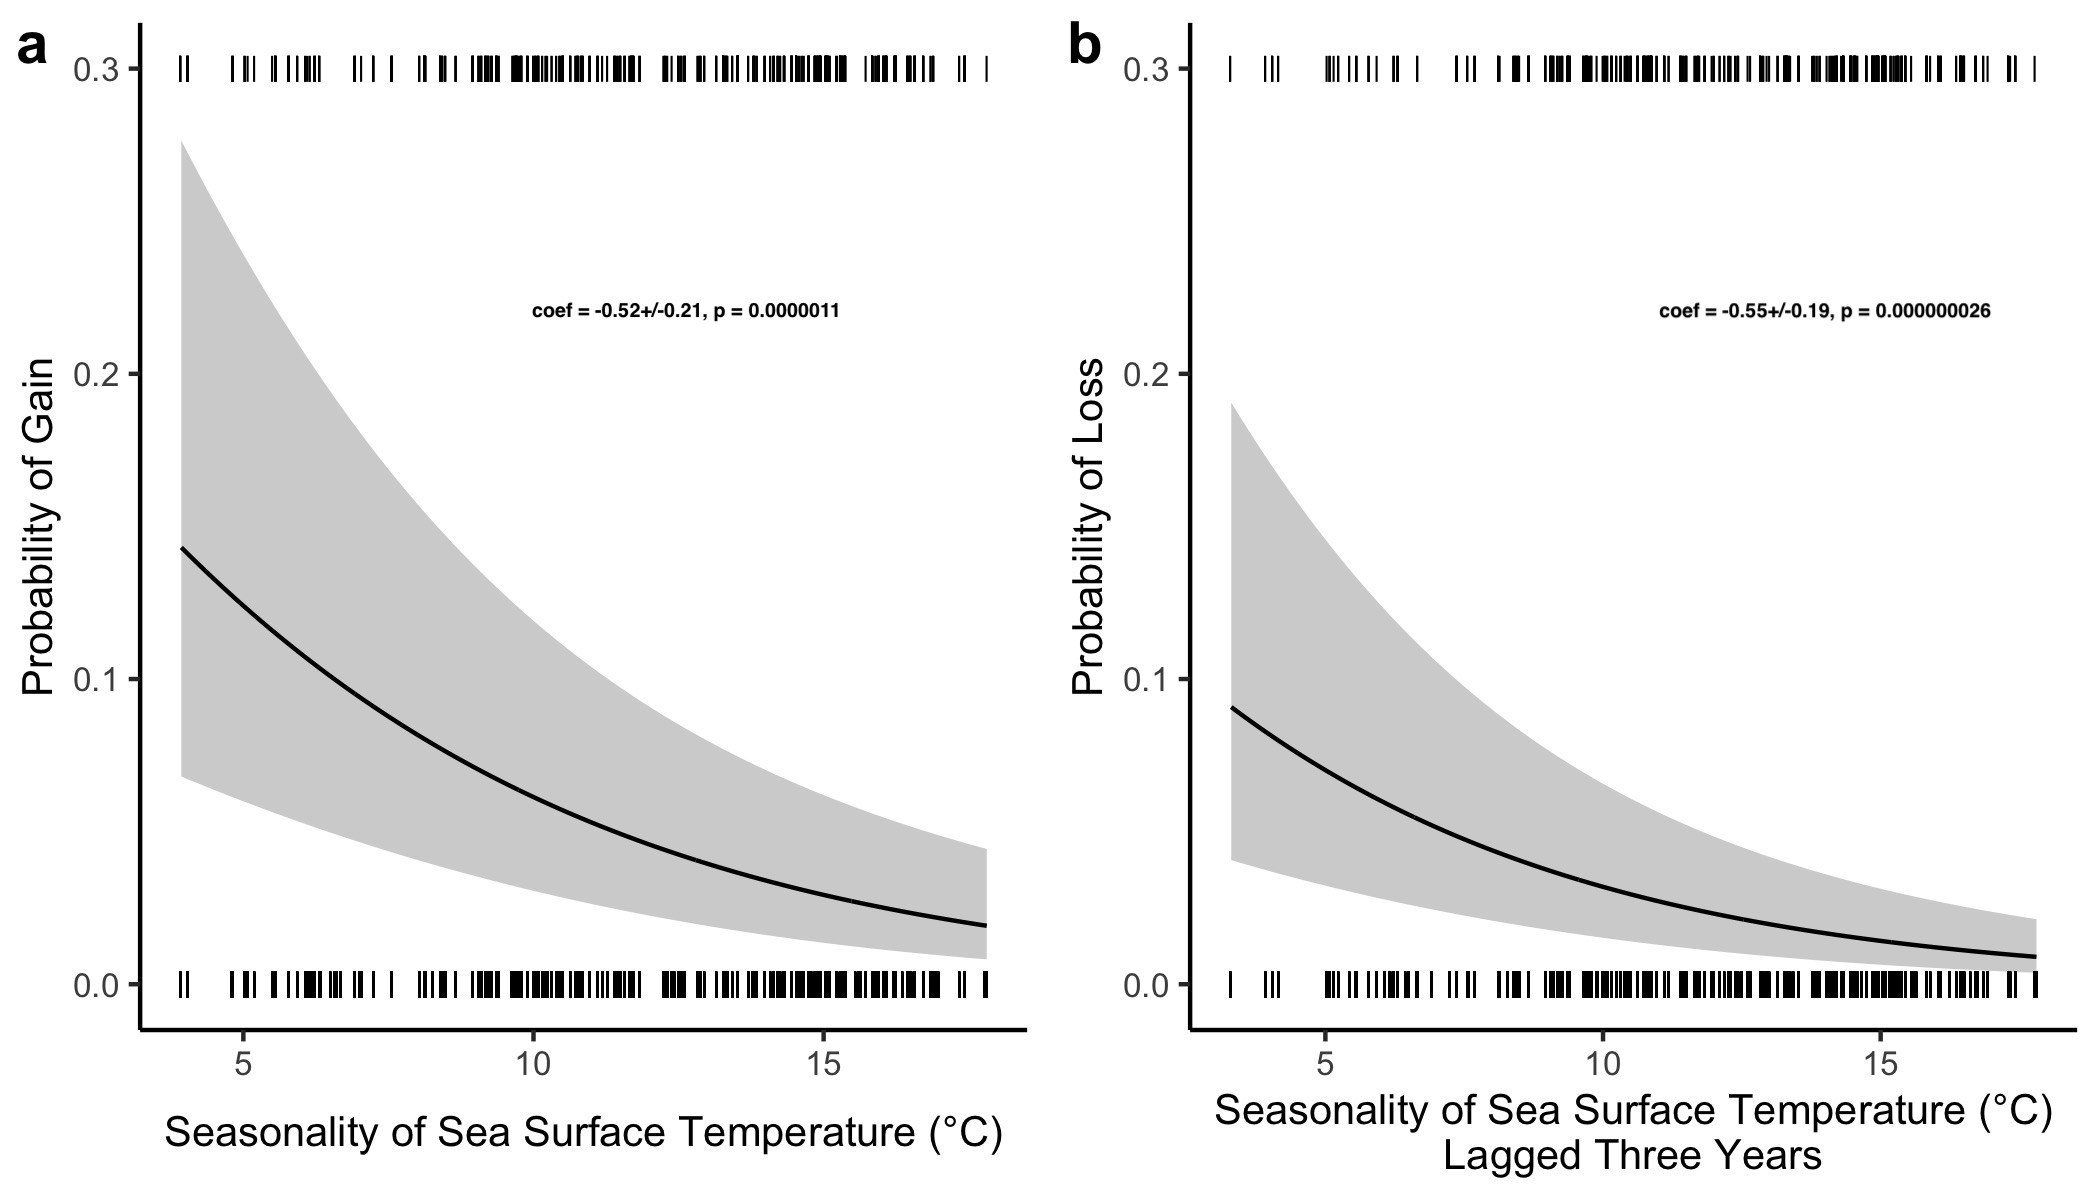 a
0.3
0.2
0.1
0.0
Probability of Gain
coef = -0.52+/-0.21, p = 0.0000011
5 10 15
Seasonality of Sea Surface Temperature (°C)
b
0.3
0.2
0.1
0.0
Probability of Loss
coef = -0.55+/-0.19, p = 0.000000026
5 10 15
Seasonality of Sea Surface Temperature (°C)
Lagged Three Years